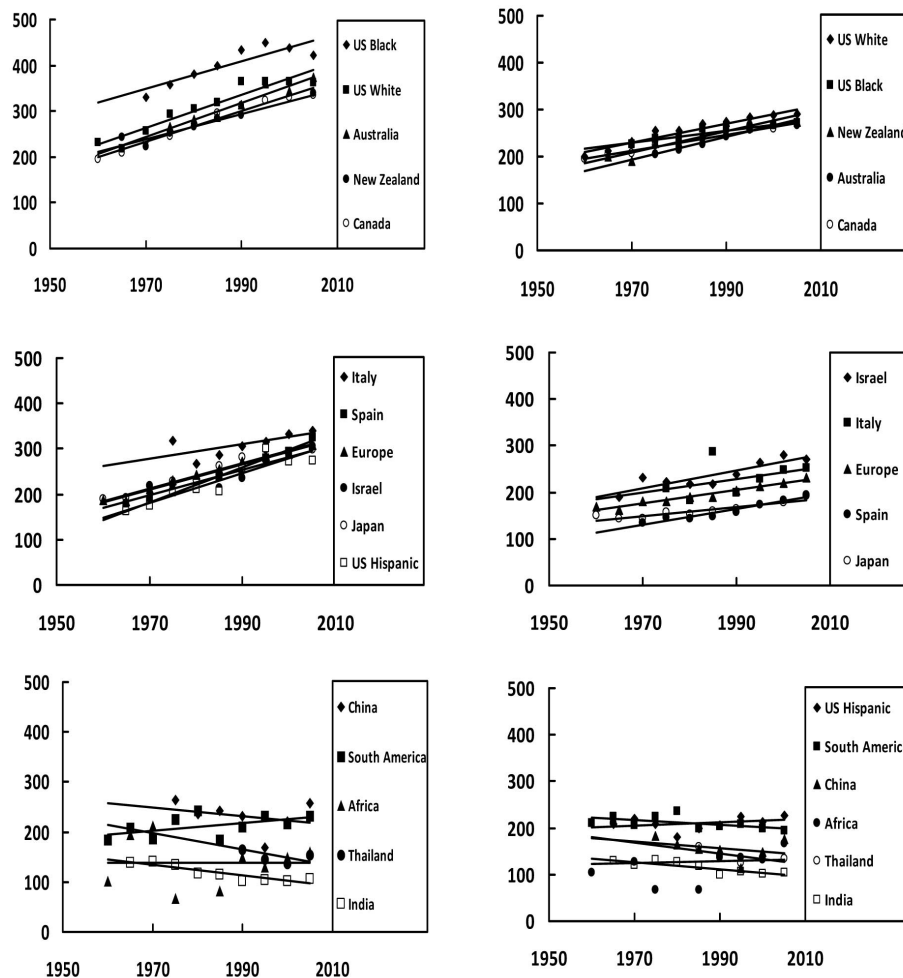 500
400
300
200
100
0
1950 1970 1990 2010
US Black
US White
Australia
New Zealand
Canada
500
400
300
200
100
0
1950 1970 1990 2010
US White
US Black
New Zealand
Australia
Canada
500
400
300
200
100
0
1950 1970 1990 2010
Italy
Spain
Europe
Israel
Japan
US Hispanic
500
400
300
200
100
0
1950 1970 1990 2010
Israel
Italy
Europe
Spain
Japan
500
400
300
200
100
0
1950 1970 1990 2010
China
South America
Africa
Thailand
India
500
400
300
200
100
0
1950 1970 1990 2010
US Hispanic
South Americ
China
Africa
Thailand
India